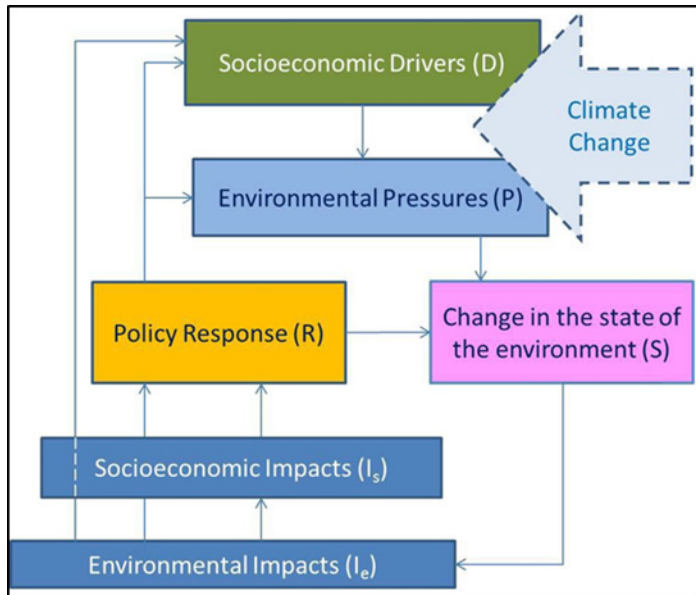 Socioeconomic Drivers (D)
Climate
Change
Environmental Pressures (P)
Policy Response (R)
Change in the state of
the environment (S)
Socioeconomic Impacts (Is)
Environmental Impacts (Ie)